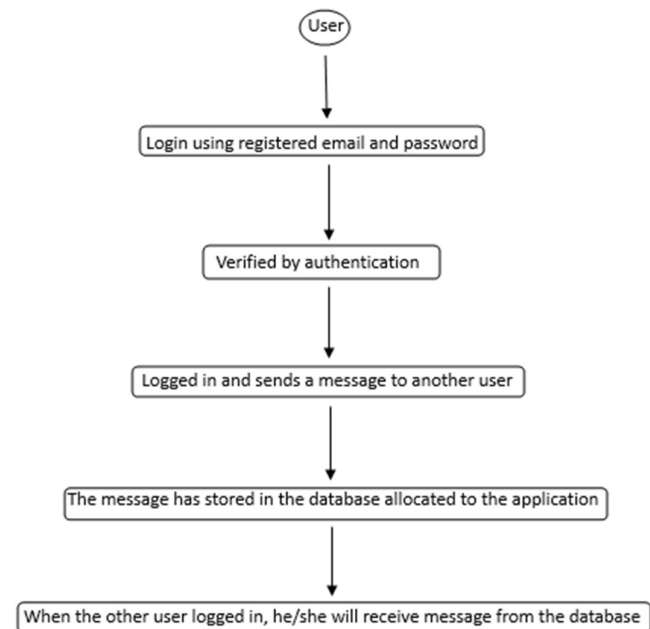 User
Login using registered email and password
Verified by authentication
Logged in and sends a message to another user
The message has stored in the database allocated to the application
When the other user logged in, he/she will receive message from the database